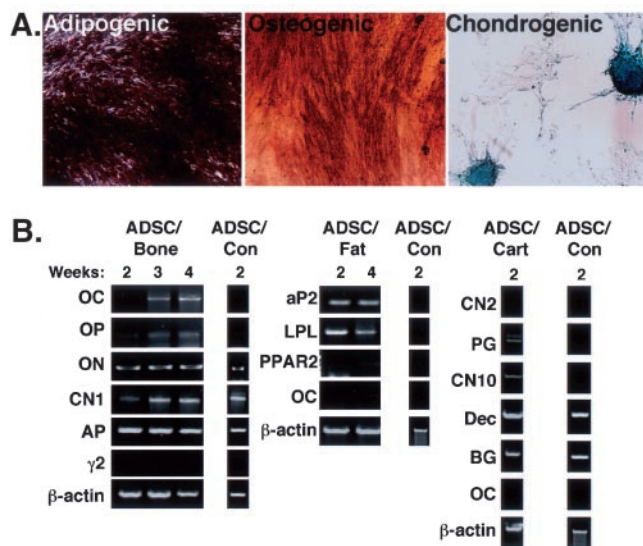 A.
Adipogenic Osteogenic Chondrogenic
B.
ADSC/ ADSC/ ADSC/ ADSC/ ADSC/ ADSC/
Bone Con Fat Con Cart Con
Weeks: 2 3 4 2 2 4 2 2 2
OC
OP
ON
CN1
AP
γ2
β-actin
aP2
LPL
PPAR2
OC
β-actin
CN2
PG
CN10
Dec
BG
OC
β-actin